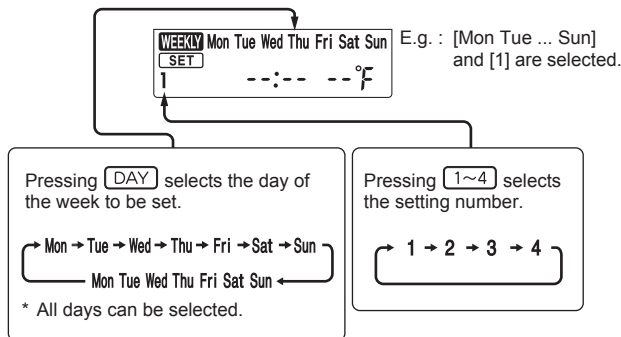 WEEKLY Mon Tue Wed Thu Fri Sat Sun
SET
1 --:-- --°F
E.g. : [Mon Tue ... Sun]
and [1] are selected.
Pressing DAY selects the day of
the week to be set.
Mon → Tue → Wed → Thu → Fri → Sat → Sun
Mon Tue Wed Thu Fri Sat Sun
* All days can be selected.
Pressing 1~4 selects
the setting number.
1 → 2 → 3 → 4